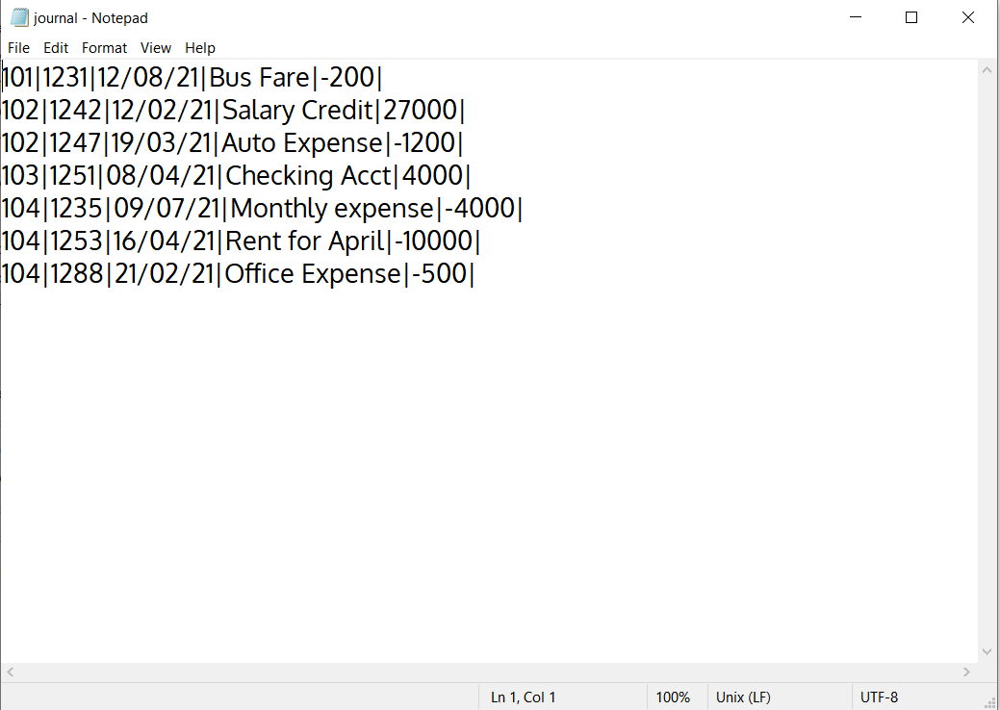 journal - Notepad
File Edit Format View Help
101|1231|12/08/21|Bus Fare|-200|
102|1242|12/02/21|Salary Credit|27000|
102|1247|19/03/21|Auto Expense|-1200|
103|1251|08/04/21|Checking Acct|4000|
104|1235|09/07/21|Monthly expense|-4000|
104|1253|16/04/21|Rent for April|-10000|
104|1288|21/02/21|Office Expense|-500|
Ln 1, Col 1 100% Unix (LF) UTF-8